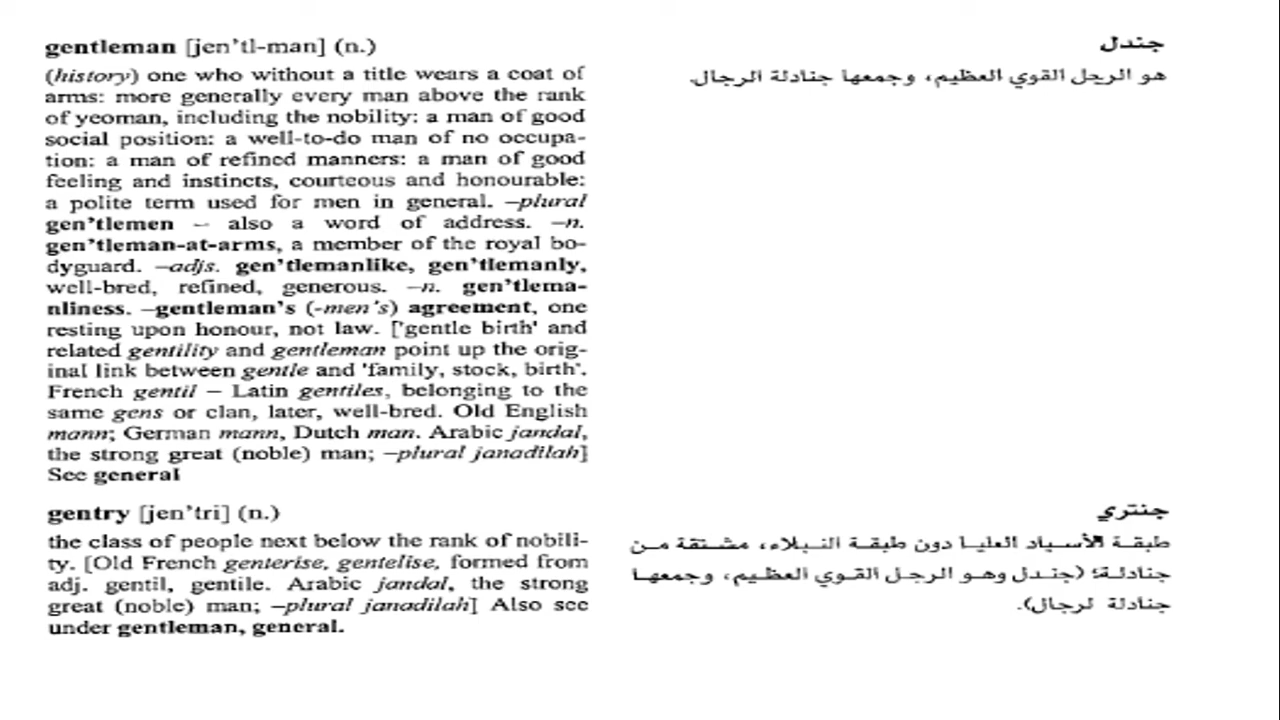 gentleman [jen'tl-man] (n.)
(history) one who without a title wears a coat of
arms: more generally every man above the rank
of yeoman, including the nobility: a man of good
social position: a well-to-do man of no occupa-
tion: a man of refined manners: a man of good
feeling and instincts, courteous and honourable:
a polite term used for men in general. –plural
gen'tlemen – also a word of address. –n.
gen'tleman-at-arms, a member of the royal bo-
dyguard. –adjs. gen'tlemanlike, gen'tlemanly,
well-bred, refined, generous. –n. gen'tlema-
nliness. –gentleman's (-men's) agreement, one
resting upon honour, not law. ['gentle birth' and
related gentility and gentleman point up the orig-
inal link between gentle and 'family, stock, birth'.
French gentil – Latin gentiles, belonging to the
same gens or clan, later, well-bred. Old English
mann; German mann, Dutch man. Arabic jandal,
the strong great (noble) man; –plural janadilah]
See general
جندل
هو الرجل القوي العظيم، وجمعها جنادلة الرجال.
gentry [jen'tri] (n.)
the class of people next below the rank of nobili-
ty. [Old French genterise, gentelise, formed from
adj. gentil, gentile. Arabic jandal, the strong
great (noble) man; –plural janadilah] Also see
under gentleman, general.
جنتري
طبقة الأسياد العليا دون طبقة النبلاء، مشتقة من
جنادلة؛ (جندل وهو الرجل القوي العظيم، وجمعها
جنادلة لرجال).